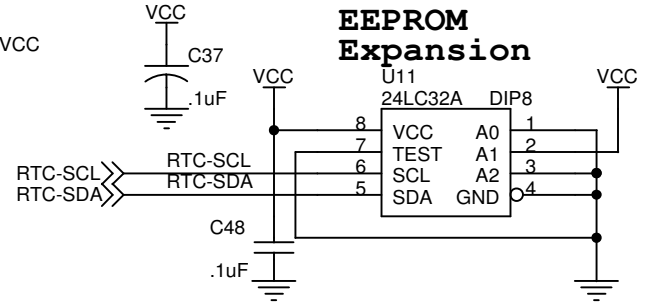 VCC
EEPROM
Expansion
VCC
C37
.1uF
VCC
U11
24LC32A DIP8
VCC
8 VCC A0 1
7 TEST A1 2
RTC-SCL RTC-SCL 6 SCL A2 3
RTC-SDA RTC-SDA 5 SDA GND 4
C48
.1uF